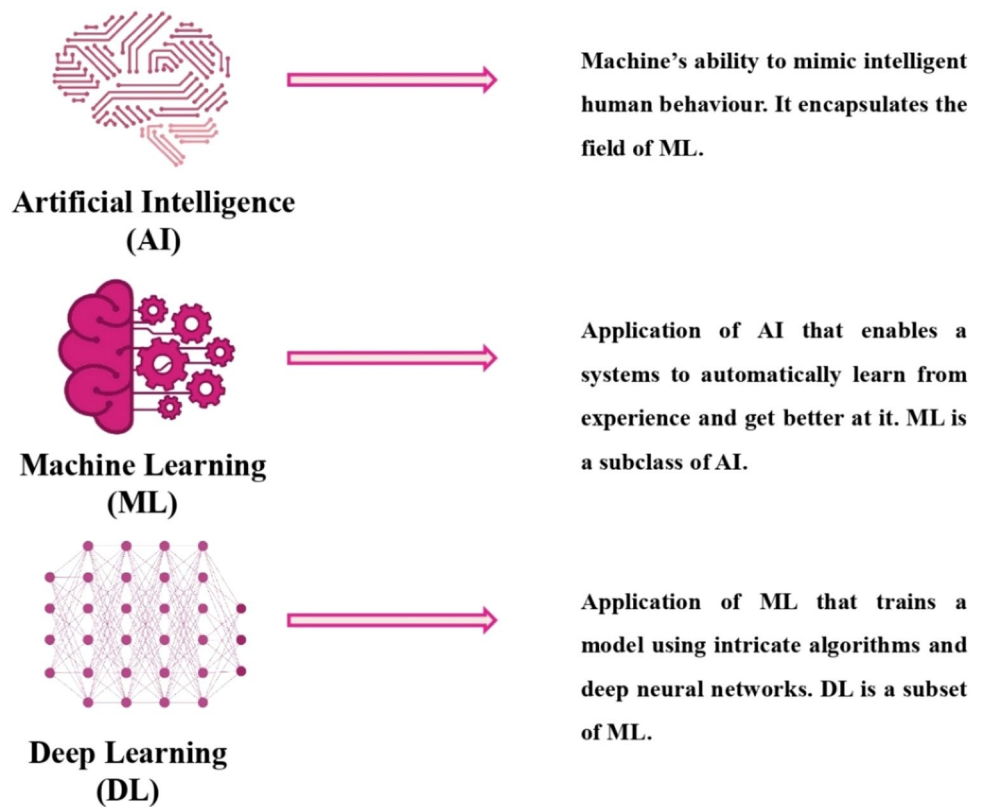 Machine’s ability to mimic intelligent
human behaviour. It encapsulates the
field of ML.
Artificial Intelligence
(AI)
Application of AI that enables a
systems to automatically learn from
experience and get better at it. ML is
a subclass of AI.
Machine Learning
(ML)
Application of ML that trains a
model using intricate algorithms and
deep neural networks. DL is a subset
of ML.
Deep Learning
(DL)